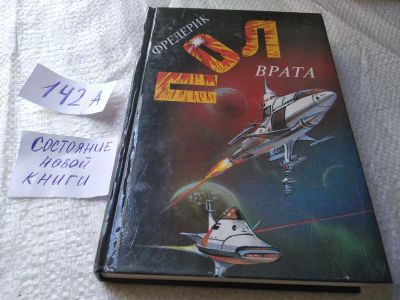 ФРЕДЕРИК
ПОЛ
ВРАТА
142 А
СОСТОЯНИЕ
НОВОЙ
КНИГИ